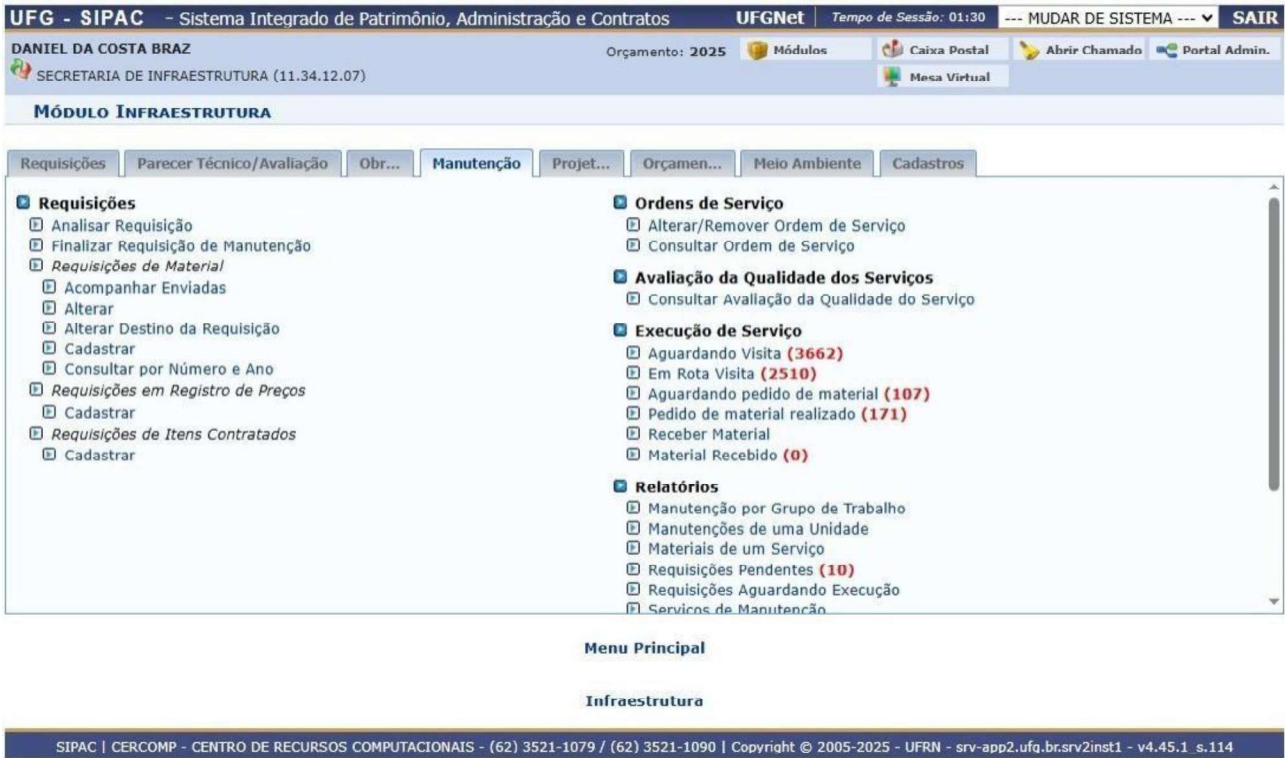 UFG - SIPAC - Sistema Integrado de Patrimônio, Administração e Contratos UFGNet Tempo de Sessão: 01:30 --- MUDAR DE SISTEMA --- SAIR
DANIEL DA COSTA BRAZ Orçamento: 2025 Módulos Caixa Postal Abrir Chamado Portal Admin.
SECRETARIA DE INFRAESTRUTURA (11.34.12.07) Mesa Virtual
MÓDULO INFRAESTRUTURA
Requisições Parecer Técnico/Avaliação Obr... Manutenção Projet... Orçamen... Meio Ambiente Cadastros
Requisições
Analisar Requisição
Finalizar Requisição de Manutenção
Requisições de Material
Acompanhar Enviadas
Alterar
Alterar Destino da Requisição
Cadastrar
Consultar por Número e Ano
Requisições em Registro de Preços
Cadastrar
Requisições de Itens Contratados
Cadastrar
Ordens de Serviço
Alterar/Remover Ordem de Serviço
Consultar Ordem de Serviço
Avaliação da Qualidade dos Serviços
Consultar Avaliação da Qualidade do Serviço
Execução de Serviço
Aguardando Visita (3662)
Em Rota Visita (2510)
Aguardando pedido de material (107)
Pedido de material realizado (171)
Receber Material
Material Recebido (0)
Relatórios
Manutenção por Grupo de Trabalho
Manutenções de uma Unidade
Materiais de um Serviço
Requisições Pendentes (10)
Requisições Aguardando Execução
Serviços de Manutenção
Menu Principal
Infraestrutura
SIPAC | CERCOMP - CENTRO DE RECURSOS COMPUTACIONAIS - (62) 3521-1079 / (62) 3521-1090 | Copyright © 2005-2025 - UFRN - srv-app2.ufg.br.srv2inst1 - v4.45.1_s.114